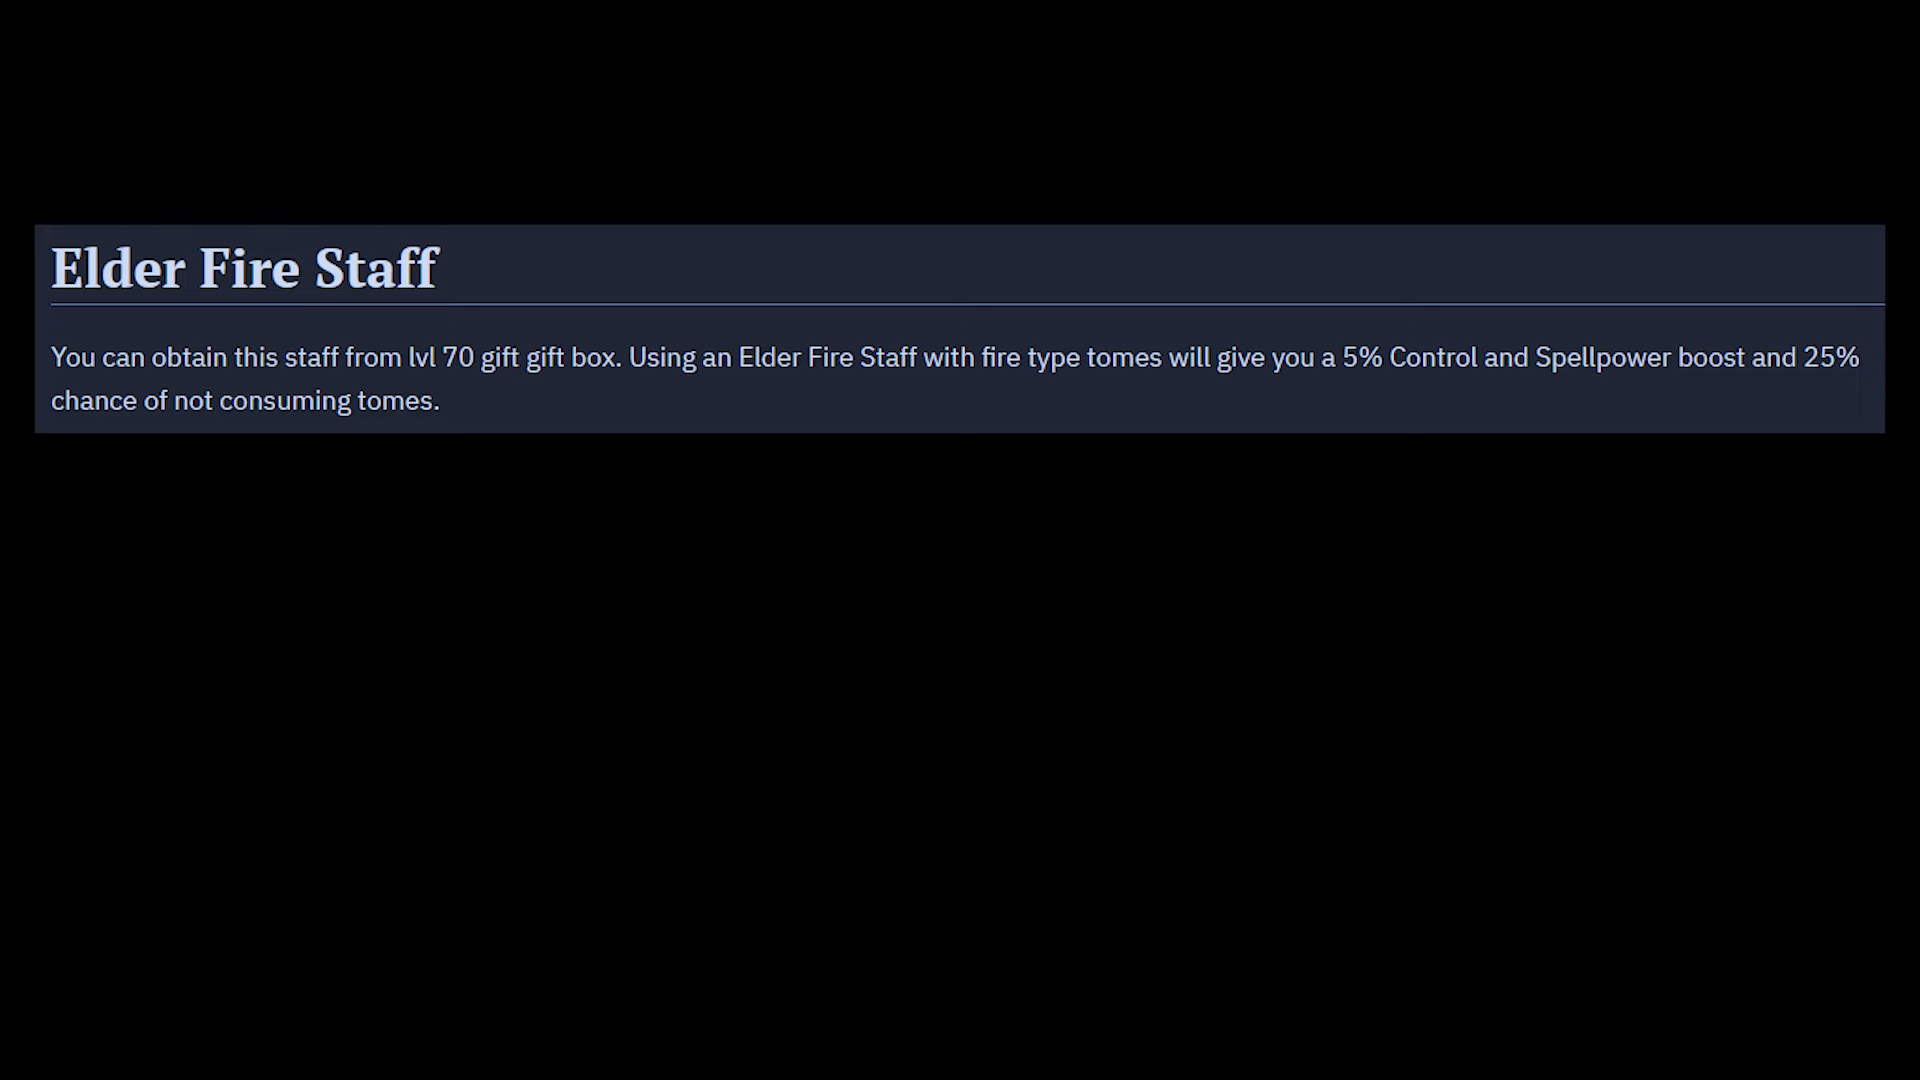 Elder Fire Staff
You can obtain this staff from lvl 70 gift gift box. Using an Elder Fire Staff with fire type tomes will give you a 5% Control and Spellpower boost and 25%
chance of not consuming tomes.